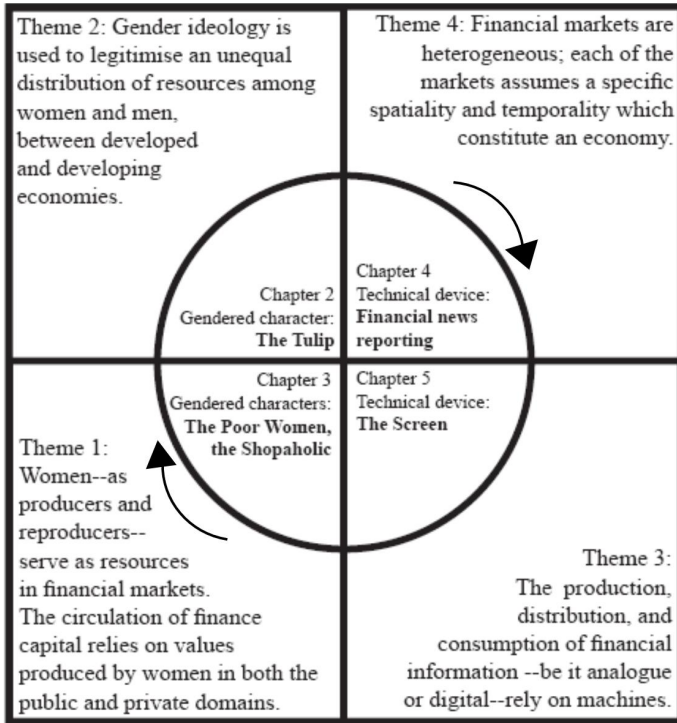 Theme 2: Gender ideology is
used to legitimise an unequal
distribution of resources among
women and men,
between developed
and developing
economies.
Theme 4: Financial markets are
heterogeneous; each of the
markets assumes a specific
spatiality and temporality which
constitute an economy.
Chapter 2
Gendered character:
The Tulip
Chapter 4
Technical device:
Financial news
reporting
Chapter 3
Gendered characters:
The Poor Women,
the Shopaholic
Chapter 5
Technical device:
The Screen
Theme 1:
Women--as
producers and
reproducers--
serve as resources
in financial markets.
The circulation of finance
capital relies on values
produced by women in both the
public and private domains.
Theme 3:
The production,
distribution, and
consumption of financial
information --be it analogue
or digital--rely on machines.